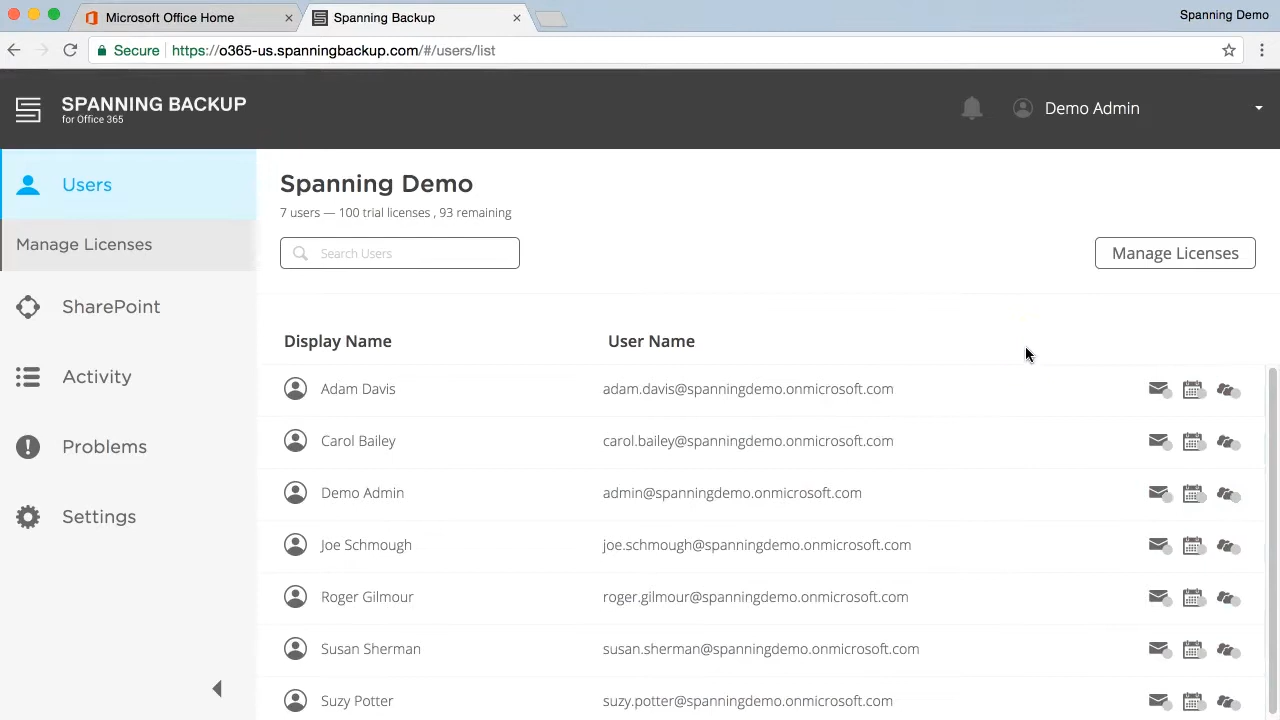 Microsoft Office Home
Spanning Backup
Spanning Demo
Secure
https://o365-us.spanningbackup.com/#/users/list
SPANNING BACKUP
for Office 365
Demo Admin
Users
Manage Licenses
SharePoint
Activity
Problems
Settings
Spanning Demo
7 users — 100 trial licenses , 93 remaining
Search Users
Manage Licenses
Display Name
User Name
Adam Davis
adam.davis@spanningdemo.onmicrosoft.com
Carol Bailey
carol.bailey@spanningdemo.onmicrosoft.com
Demo Admin
admin@spanningdemo.onmicrosoft.com
Joe Schmough
joe.schmough@spanningdemo.onmicrosoft.com
Roger Gilmour
roger.gilmour@spanningdemo.onmicrosoft.com
Susan Sherman
susan.sherman@spanningdemo.onmicrosoft.com
Suzy Potter
suzy.potter@spanningdemo.onmicrosoft.com